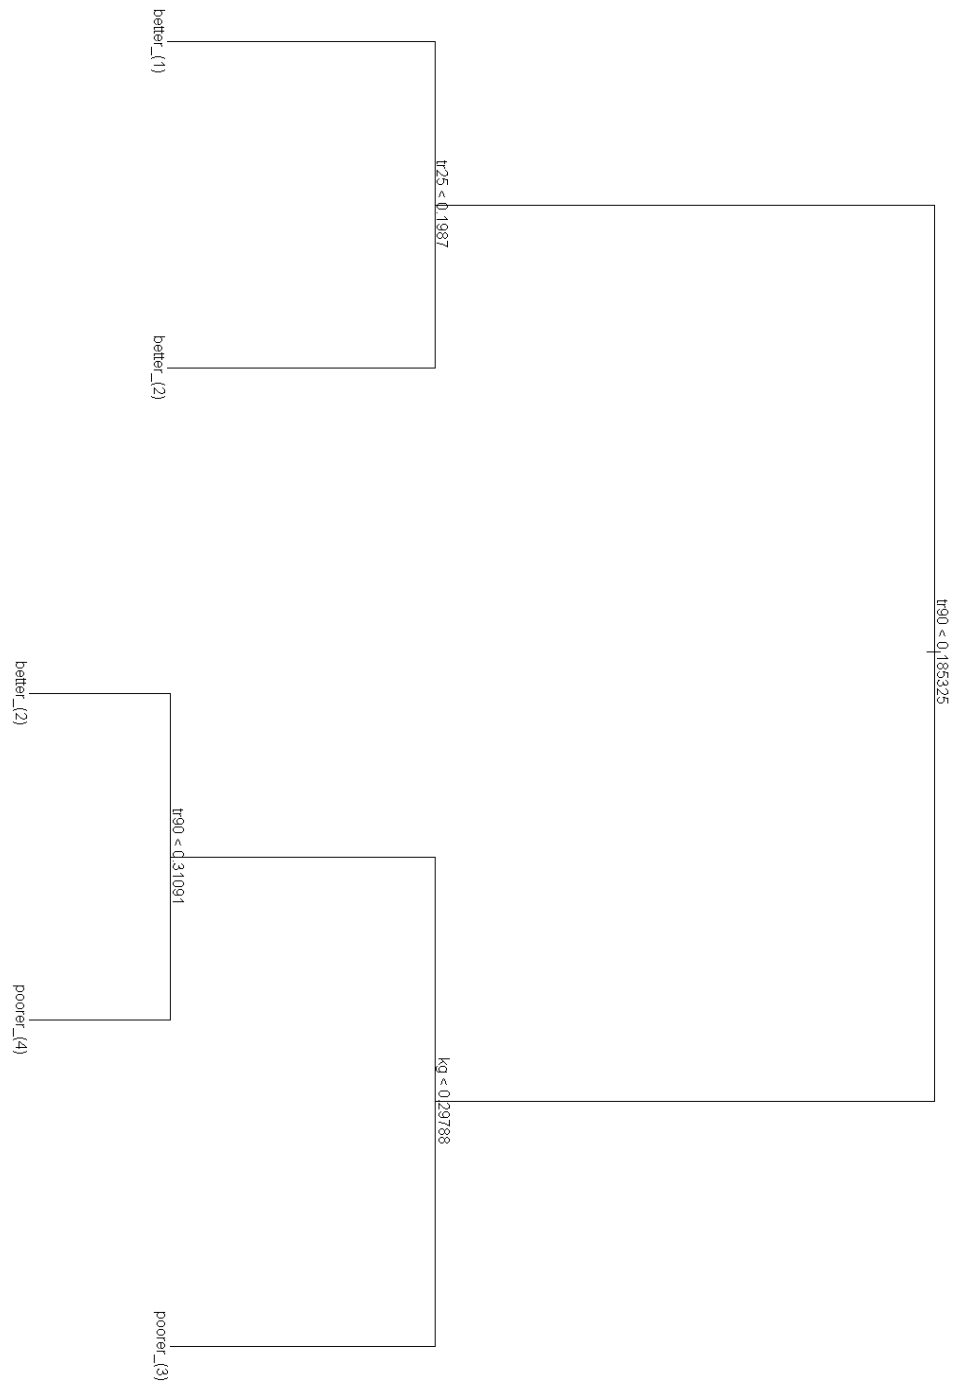 tr90 < 0.185325
tr25 < 0.1987
kg < 0.29788
better_(1)
better_(2)
tr90 < 0.31091
poorer_(3)
better_(2)
poorer_(4)